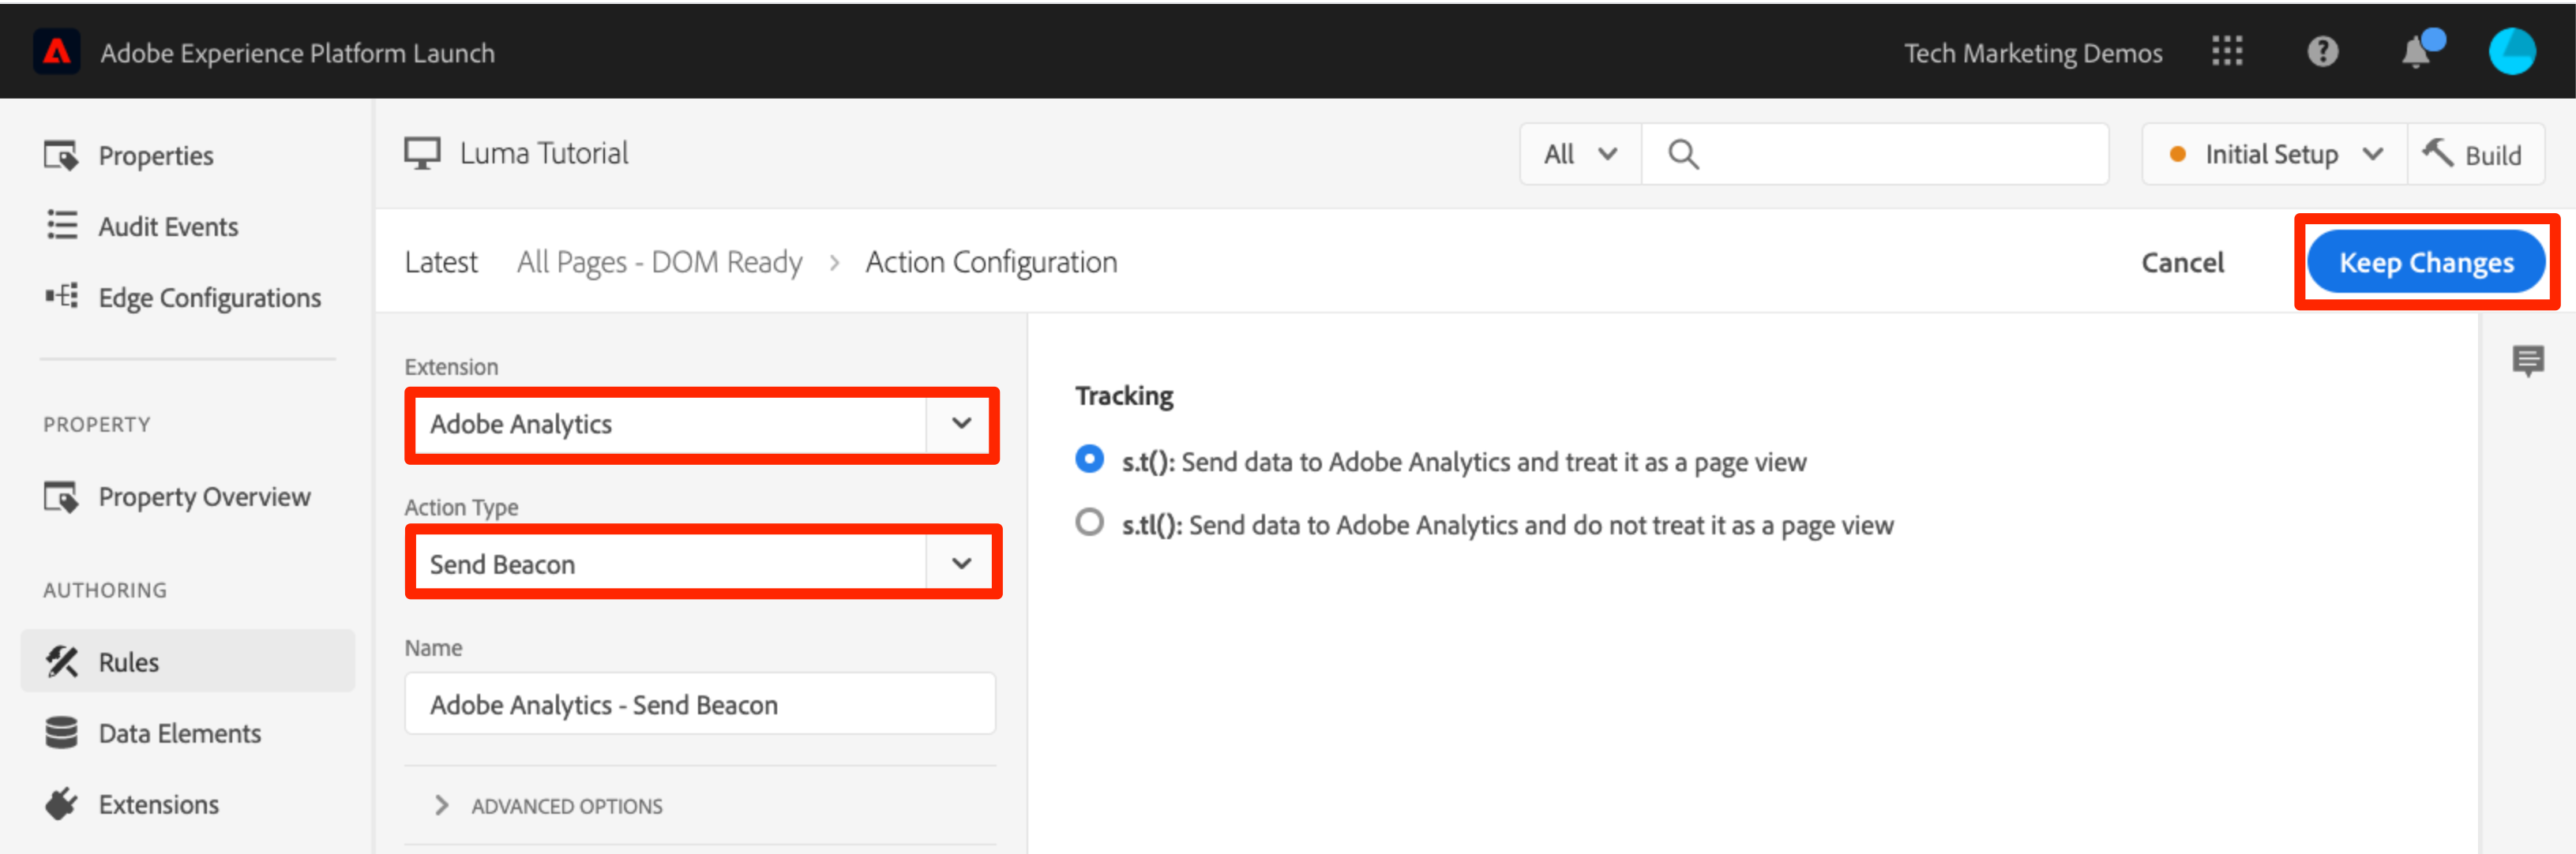 Adobe Experience Platform Launch
Tech Marketing Demos
Properties
Audit Events
Edge Configurations
PROPERTY
Property Overview
AUTHORING
Rules
Data Elements
Extensions
Luma Tutorial
All
Initial Setup
Build
Latest All Pages - DOM Ready > Action Configuration
Cancel
Keep Changes
Extension
Adobe Analytics
Action Type
Send Beacon
Name
Adobe Analytics - Send Beacon
ADVANCED OPTIONS
Tracking
s.t(): Send data to Adobe Analytics and treat it as a page view
s.tl(): Send data to Adobe Analytics and do not treat it as a page view